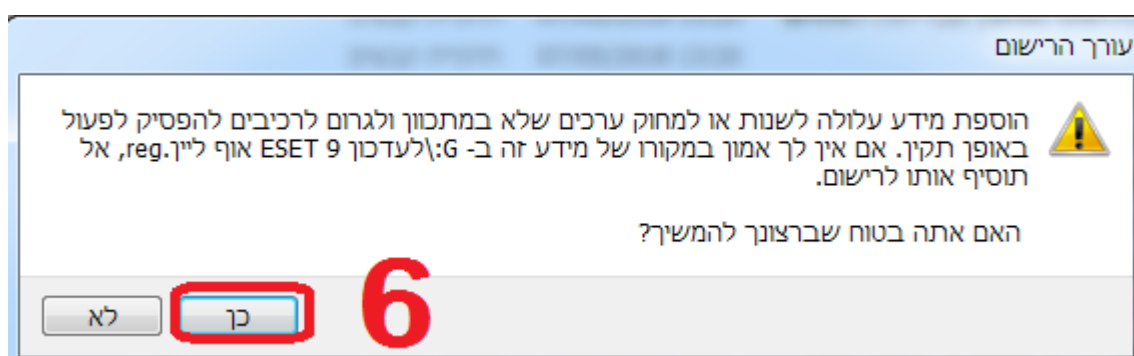 עורך הרישום
הוספת מידע עלולה לשנות או למחוק ערכים שלא במתכוון ולגרום לרכיבים להפסיק לפעול
באופן תקין. אם אין לך אמון במקורו של מידע זה ב- G:\לעדכון ESET 9 אוף ליין.reg, אל
תוסיף אותו לרישום.
האם אתה בטוח שברצונך להמשיך?
6
כן
לא